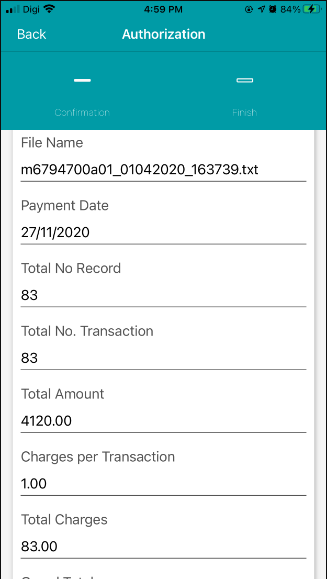 Digi 4:59 PM 84%
Back Authorization
Confirmation Finish
File Name
m6794700a01_01042020_163739.txt
Payment Date
27/11/2020
Total No Record
83
Total No. Transaction
83
Total Amount
4120.00
Charges per Transaction
1.00
Total Charges
83.00